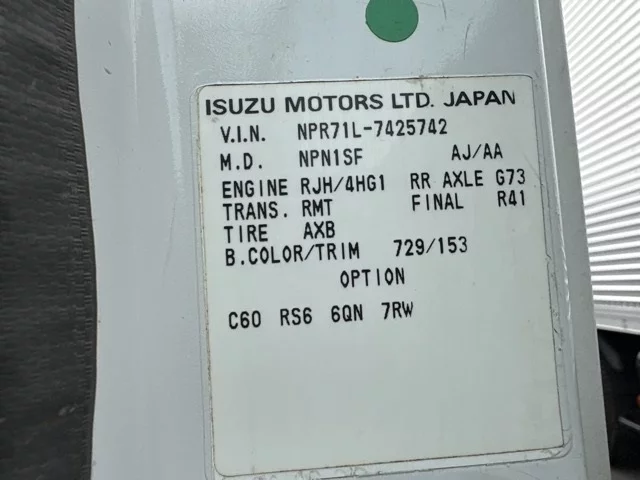 ISUZU MOTORS LTD. JAPAN
V.I.N. NPR71L-7425742
M.D. NPN1SF AJ/AA
ENGINE RJH/4HG1 RR AXLE G73
TRANS. RMT FINAL R41
TIRE AXB
B.COLOR/TRIM 729/153
OPTION
C60 RS6 6QN 7RW